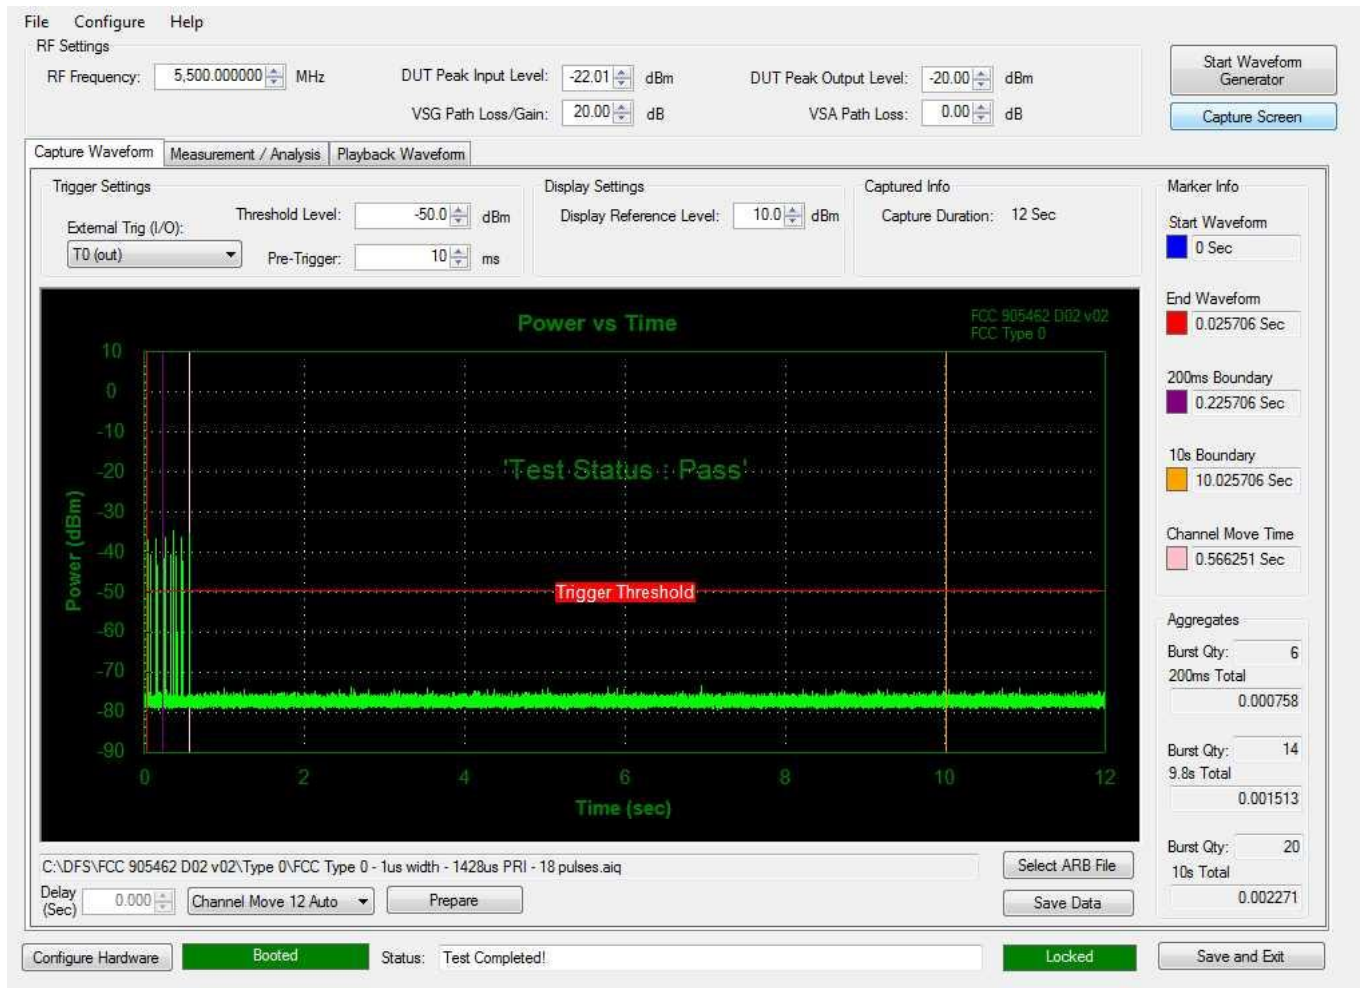 File Configure Help
RF Settings
RF Frequency: 5,500.000000 MHz DUT Peak Input Level: -22.01 dBm DUT Peak Output Level: -20.00 dBm
VSG Path Loss/Gain: 20.00 dB VSA Path Loss: 0.00 dB
Start Waveform
Generator
Capture Screen
Capture Waveform Measurement / Analysis Playback Waveform
Trigger Settings
External Trig (I/O):
T0 (out)
Threshold Level: -50.0 dBm
Pre-Trigger: 10 ms
Display Settings
Display Reference Level: 10.0 dBm
Captured Info
Capture Duration: 12 Sec
Marker Info
Start Waveform
0 Sec
End Waveform
0.025706 Sec
200ms Boundary
0.225706 Sec
10s Boundary
10.025706 Sec
Channel Move Time
0.566251 Sec
Aggregates
Burst Qty: 6
200ms Total
0.000758
Burst Qty: 14
9.8s Total
0.001513
Burst Qty: 20
10s Total
0.002271
Power vs Time
FCC 905462 D02 v02
FCC Type 0
'Test Status : Pass'
Trigger Threshold
Power (dBm)
10
0
-10
-20
-30
-40
-50
-60
-70
-80
-90
0 2 4 6 8 10 12
Time (sec)
C:\DFS\FCC 905462 D02 v02\Type 0\FCC Type 0 - 1us width - 1428us PRI - 18 pulses.aiq
Select ARB File
Delay
(Sec)
0.000 Channel Move 12 Auto Prepare Save Data
Configure Hardware Booted Status: Test Completed! Locked Save and Exit